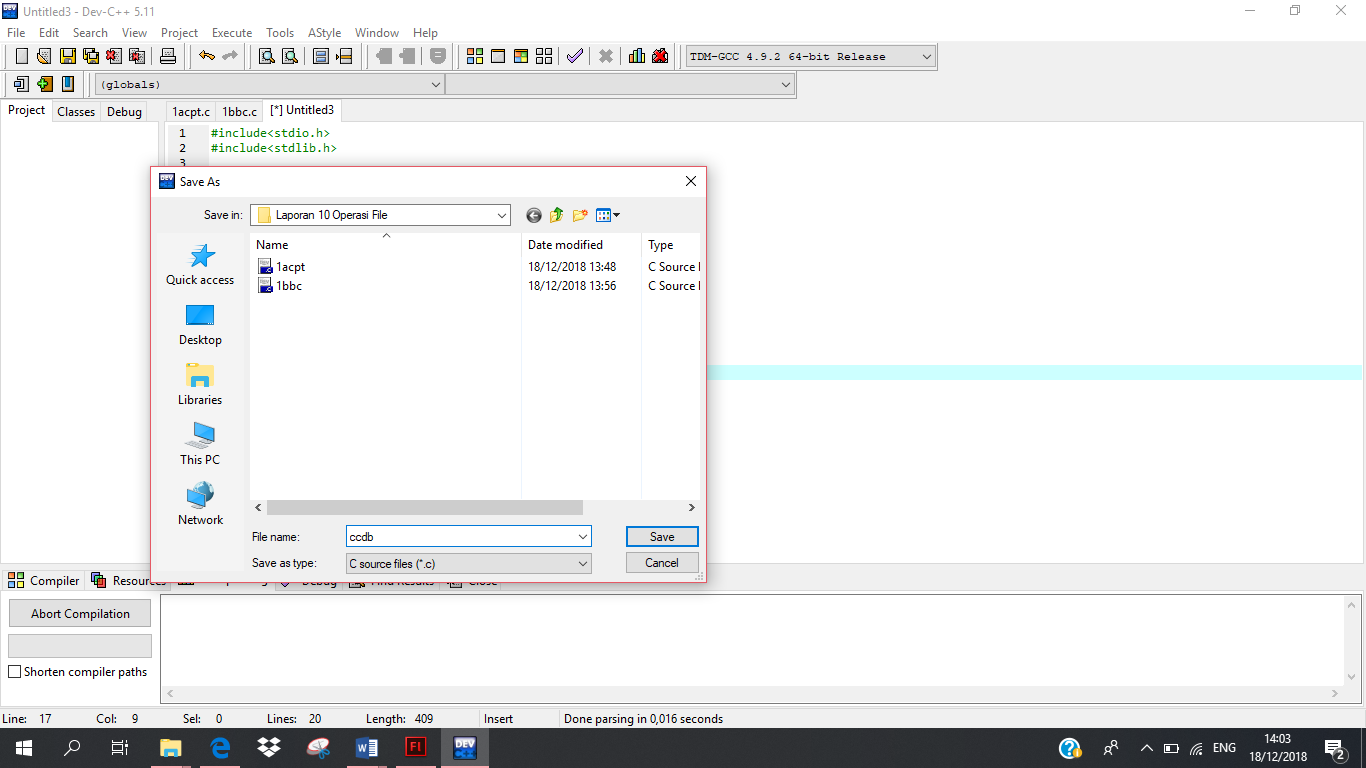 Untitled3 - Dev-C++ 5.11
File Edit Search View Project Execute Tools AStyle Window Help
TDM-GCC 4.9.2 64-bit Release
(globals)
Project Classes Debug 1acpt.c 1bbc.c [*] Untitled3
1 #include<stdio.h>
2 #include<stdlib.h>
3
Save As
Save in: Laporan 10 Operasi File
Name Date modified Type
1acpt 18/12/2018 13:48 C Source
1bbc 18/12/2018 13:56 C Source
Quick access
Desktop
Libraries
This PC
Network
File name: ccdb Save
Save as type: C source files (*.c) Cancel
Compiler Resources Debug Find Results Close
Abort Compilation
Shorten compiler paths
Line: 17 Col: 9 Sel: 0 Lines: 20 Length: 409 Insert Done parsing in 0,016 seconds
ENG 14:03
18/12/2018
2